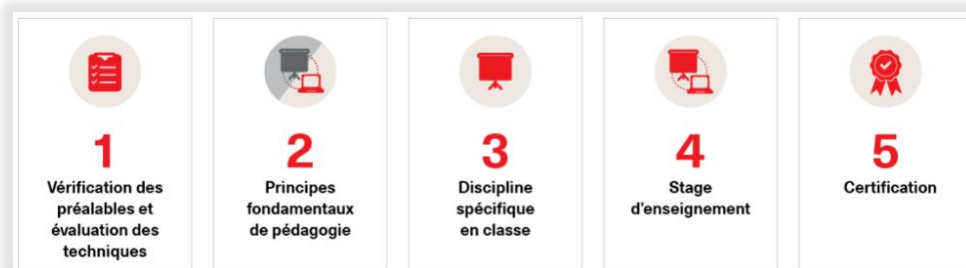 1
Vérification des
préalables et
évaluation des
techniques
2
Principes
fondamentaux
de pédagogie
3
Discipline
spécifique
en classe
4
Stage
d'enseignement
5
Certification